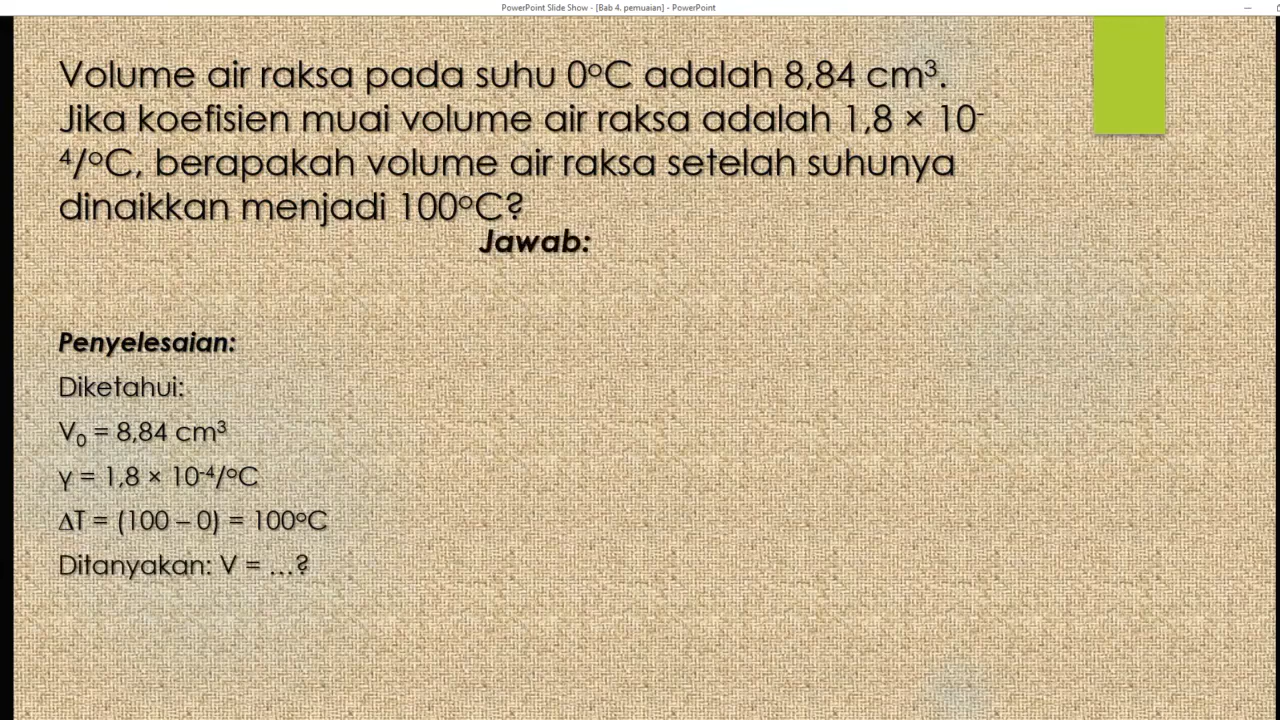 PowerPoint Slide Show - [Bab 4. pemuaian] - PowerPoint
Volume air raksa pada suhu 0°C adalah 8,84 cm³.
Jika koefisien muai volume air raksa adalah 1,8 × 10⁻
⁴/°C, berapakah volume air raksa setelah suhunya
dinaikkan menjadi 100°C?
Jawab:
Penyelesaian:
Diketahui:
V₀ = 8,84 cm³
γ = 1,8 × 10⁻⁴/°C
∆T = (100 – 0) = 100°C
Ditanyakan: V = …?